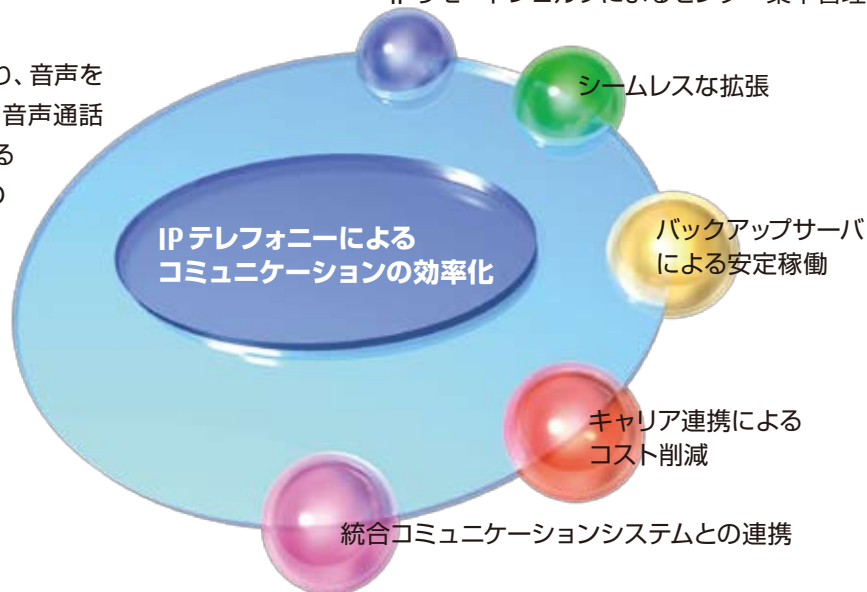 り、音声を
音声通話
る
シームレスな拡張
IPテレフォニーによる
コミュニケーションの効率化
バックアップサーバ
による安定稼働
キャリア連携による
コスト削減
統合コミュニケーションシステムとの連携